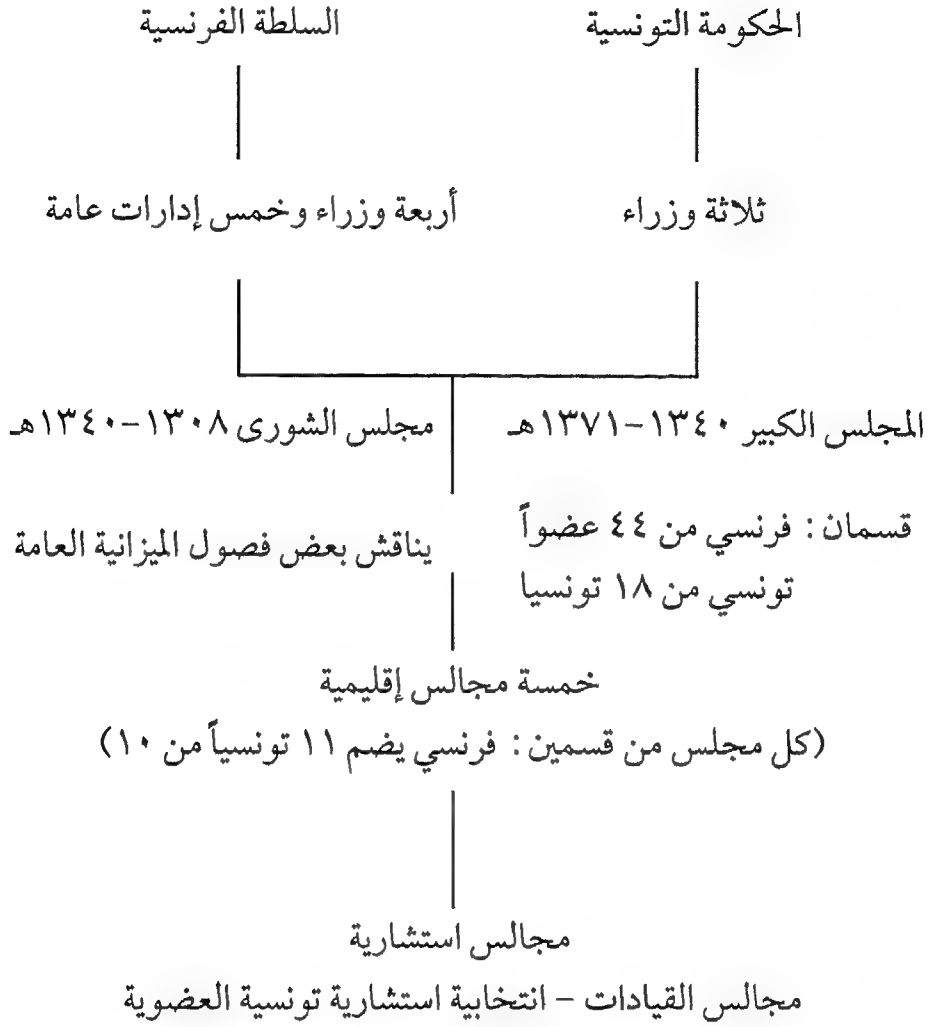 الحكومة التونسية
السلطة الفرنسية
ثلاثة وزراء
أربعة وزراء وخمس إدارات عامة
المجلس الكبير ١٣٤٠-١٣٧١هـ
مجلس الشورى ١٣٠٨-١٣٤٠هـ
قسمان: فرنسي من ٤٤ عضواً
تونسي من ١٨ تونسيا
يناقش بعض فصول الميزانية العامة
خمسة مجالس إقليمية
(كل مجلس من قسمين: فرنسي يضم ١١ تونسياً من ١٠)
مجالس استشارية
مجالس القيادات - انتخابية استشارية تونسية العضوية